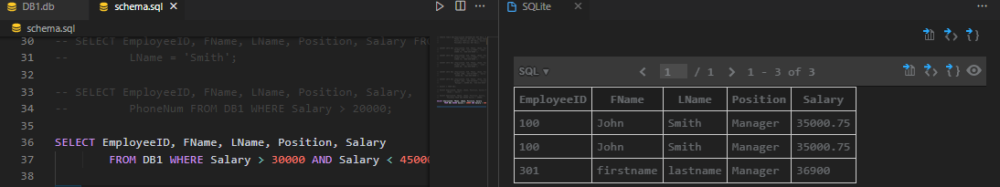 DB1.db
schema.sql
schema.sql
30 -- SELECT EmployeeID, FName, LName, Position, Salary FRO
31 -- LName = 'Smith';
32
33 -- SELECT EmployeeID, FName, LName, Position, Salary,
34 -- PhoneNum FROM DB1 WHERE Salary > 20000;
35
36 SELECT EmployeeID, FName, LName, Position, Salary
37 FROM DB1 WHERE Salary > 30000 AND Salary < 45000
38
SQLite
SQL 1 / 1 1 - 3 of 3
EmployeeID FName LName Position Salary
100 John Smith Manager 35000.75
100 John Smith Manager 35000.75
301 firstname lastname Manager 36900